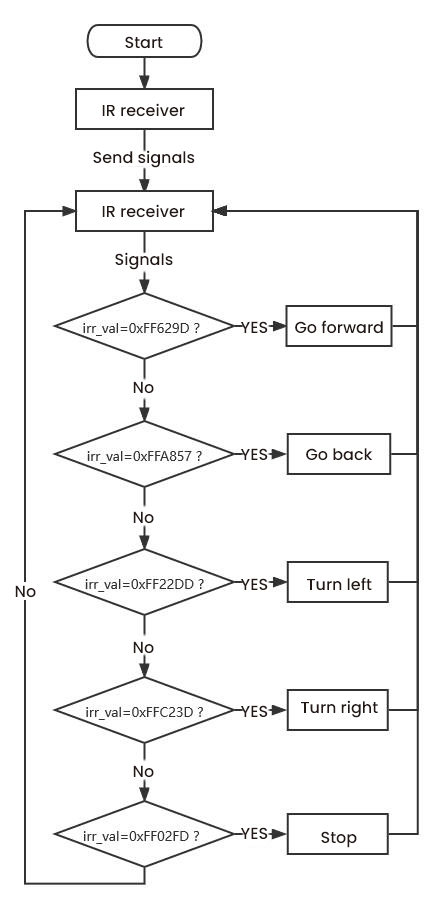 Start
IR receiver
Send signals
IR receiver
Signals
irr_val=0xFF629D ?
YES
Go forward
No
irr_val=0xFFA857 ?
YES
Go back
No
irr_val=0xFF22DD ?
YES
Turn left
No
No
irr_val=0xFFC23D ?
YES
Turn right
No
irr_val=0xFF02FD ?
YES
Stop